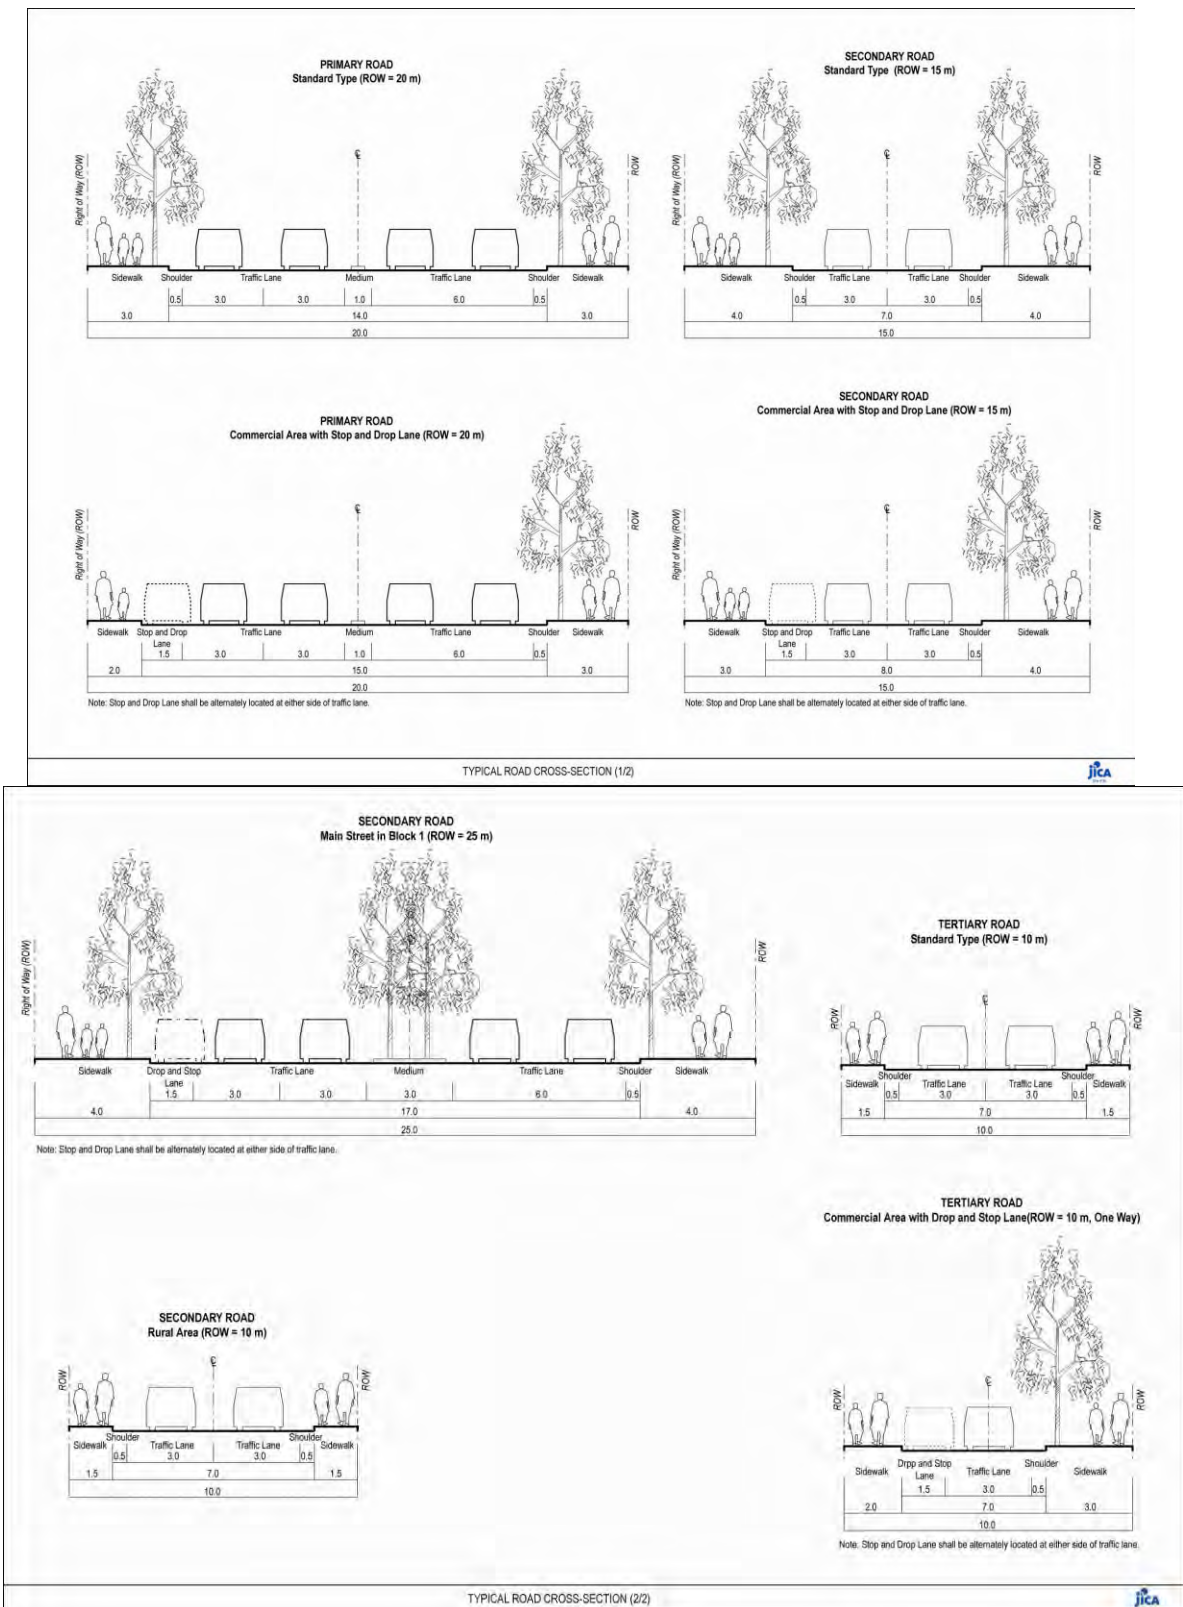 PRIMARY ROAD
Standard Type (ROW = 20 m)
Right of Way (ROW)
℄
ROW
Sidewalk Shoulder Traffic Lane Medium Traffic Lane Shoulder Sidewalk
0.5 3.0 3.0 1.0 6.0 0.5
3.0 14.0 3.0
20.0
SECONDARY ROAD
Standard Type (ROW = 15 m)
Right of Way (ROW)
℄
ROW
Sidewalk Shoulder Traffic Lane Traffic Lane Shoulder Sidewalk
0.5 3.0 3.0 0.5
4.0 7.0 4.0
15.0
PRIMARY ROAD
Commercial Area with Stop and Drop Lane (ROW = 20 m)
Right of Way (ROW)
℄
ROW
Sidewalk Stop and Drop Traffic Lane Medium Traffic Lane Shoulder Sidewalk
Lane
1.5 3.0 3.0 1.0 6.0 0.5
2.0 15.0 3.0
20.0
Note: Stop and Drop Lane shall be alternately located at either side of traffic lane.
SECONDARY ROAD
Commercial Area with Stop and Drop Lane (ROW = 15 m)
Right of Way (ROW)
℄
ROW
Sidewalk Stop and Drop Traffic Lane Traffic Lane Shoulder Sidewalk
Lane
1.5 3.0 3.0 0.5
3.0 8.0 4.0
15.0
Note: Stop and Drop Lane shall be alternately located at either side of traffic lane.
TYPICAL ROAD CROSS-SECTION (1/2)
jICA
SECONDARY ROAD
Main Street in Block 1 (ROW = 25 m)
Right of Way (ROW)
ROW
Sidewalk Drop and Stop Traffic Lane Medium Traffic Lane Shoulder Sidewalk
Lane
1.5 3.0 3.0 3.0 6.0 0.5
4.0 17.0 4.0
25.0
Note: Stop and Drop Lane shall be alternately located at either side of traffic lane.
TERTIARY ROAD
Standard Type (ROW = 10 m)
ROW
℄
ROW
Shoulder Shoulder
Sidewalk Traffic Lane Traffic Lane Sidewalk
0.5 3.0 3.0 0.5
1.5 7.0 1.5
10.0
TERTIARY ROAD
Commercial Area with Drop and Stop Lane(ROW = 10 m, One Way)
ROW
℄
ROW
Sidewalk Drpp and Stop Traffic Lane Shoulder Sidewalk
Lane
1.5 3.0 0.5
2.0 7.0 3.0
10.0
Note: Stop and Drop Lane shall be alternately located at either side of traffic lane.
SECONDARY ROAD
Rural Area (ROW = 10 m)
ROW
℄
ROW
Shoulder Shoulder
Sidewalk Traffic Lane Traffic Lane Sidewalk
0.5 3.0 3.0 0.5
1.5 7.0 1.5
10.0
TYPICAL ROAD CROSS-SECTION (2/2)
jICA